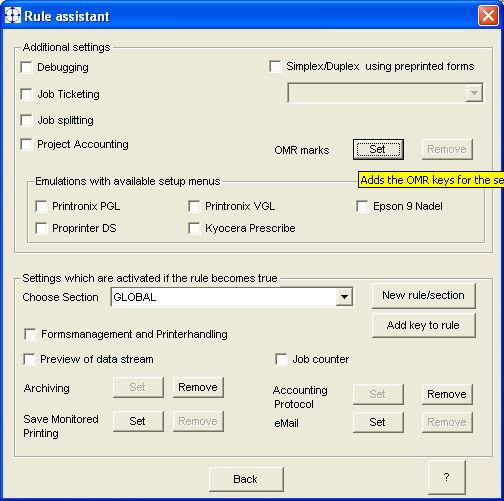 Rule assistant
Additional settings
Debugging
Simplex/Duplex using preprinted forms
Job Ticketing
Job splitting
Project Accounting
OMR marks Set Remove
Adds the OMR keys for the se
Emulations with available setup menus
Printronix PGL Printronix VGL Epson 9 Nadel
Proprinter DS Kyocera Prescribe
Settings which are activated if the rule becomes true
Choose Section GLOBAL New rule/section
Add key to rule
Formsmanagement and Printerhandling
Preview of data stream Job counter
Archiving Set Remove
Accounting
Protocol Set Remove
Save Monitored
Printing Set Remove
eMail Set Remove
Back ?